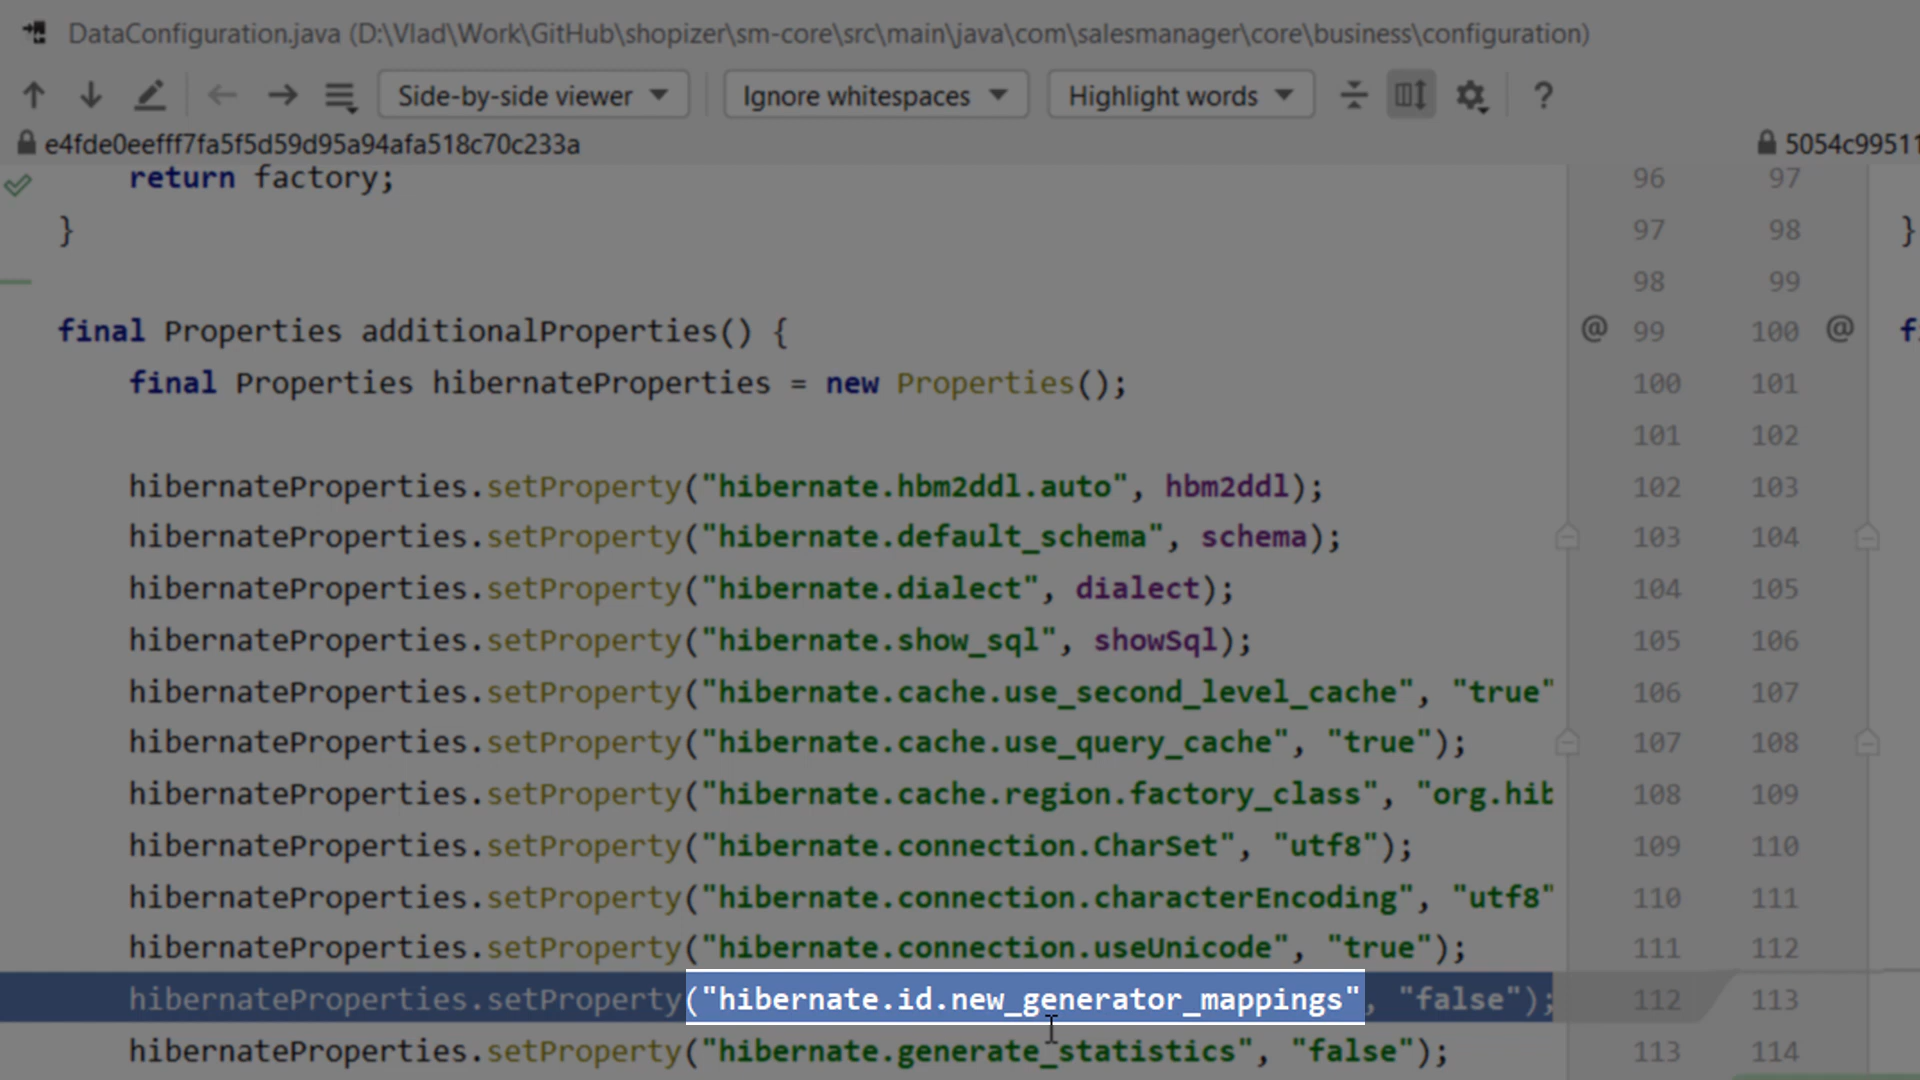 DataConfiguration.java (D:\Vlad\Work\GitHub\shopizer\sm-core\src\main\java\com\salesmanager\core\business\configuration)
Side-by-side viewer Ignore whitespaces Highlight words ?
e4fde0eefff7fa5f5d59d95a94afa518c70c233a 5054c99511
return factory; 96 97
} 97 98 }
98 99
final Properties additionalProperties() { @ 99 100 @ f
final Properties hibernateProperties = new Properties(); 100 101
101 102
hibernateProperties.setProperty("hibernate.hbm2ddl.auto", hbm2ddl); 102 103
hibernateProperties.setProperty("hibernate.default_schema", schema); 103 104
hibernateProperties.setProperty("hibernate.dialect", dialect); 104 105
hibernateProperties.setProperty("hibernate.show_sql", showSql); 105 106
hibernateProperties.setProperty("hibernate.cache.use_second_level_cache", "true" 106 107
hibernateProperties.setProperty("hibernate.cache.use_query_cache", "true"); 107 108
hibernateProperties.setProperty("hibernate.cache.region.factory_class", "org.hib 108 109
hibernateProperties.setProperty("hibernate.connection.CharSet", "utf8"); 109 110
hibernateProperties.setProperty("hibernate.connection.characterEncoding", "utf8" 110 111
hibernateProperties.setProperty("hibernate.connection.useUnicode", "true"); 111 112
hibernateProperties.setProperty("hibernate.id.new_generator_mappings", "false"); 112 113
hibernateProperties.setProperty("hibernate.generate_statistics", "false"); 113 114